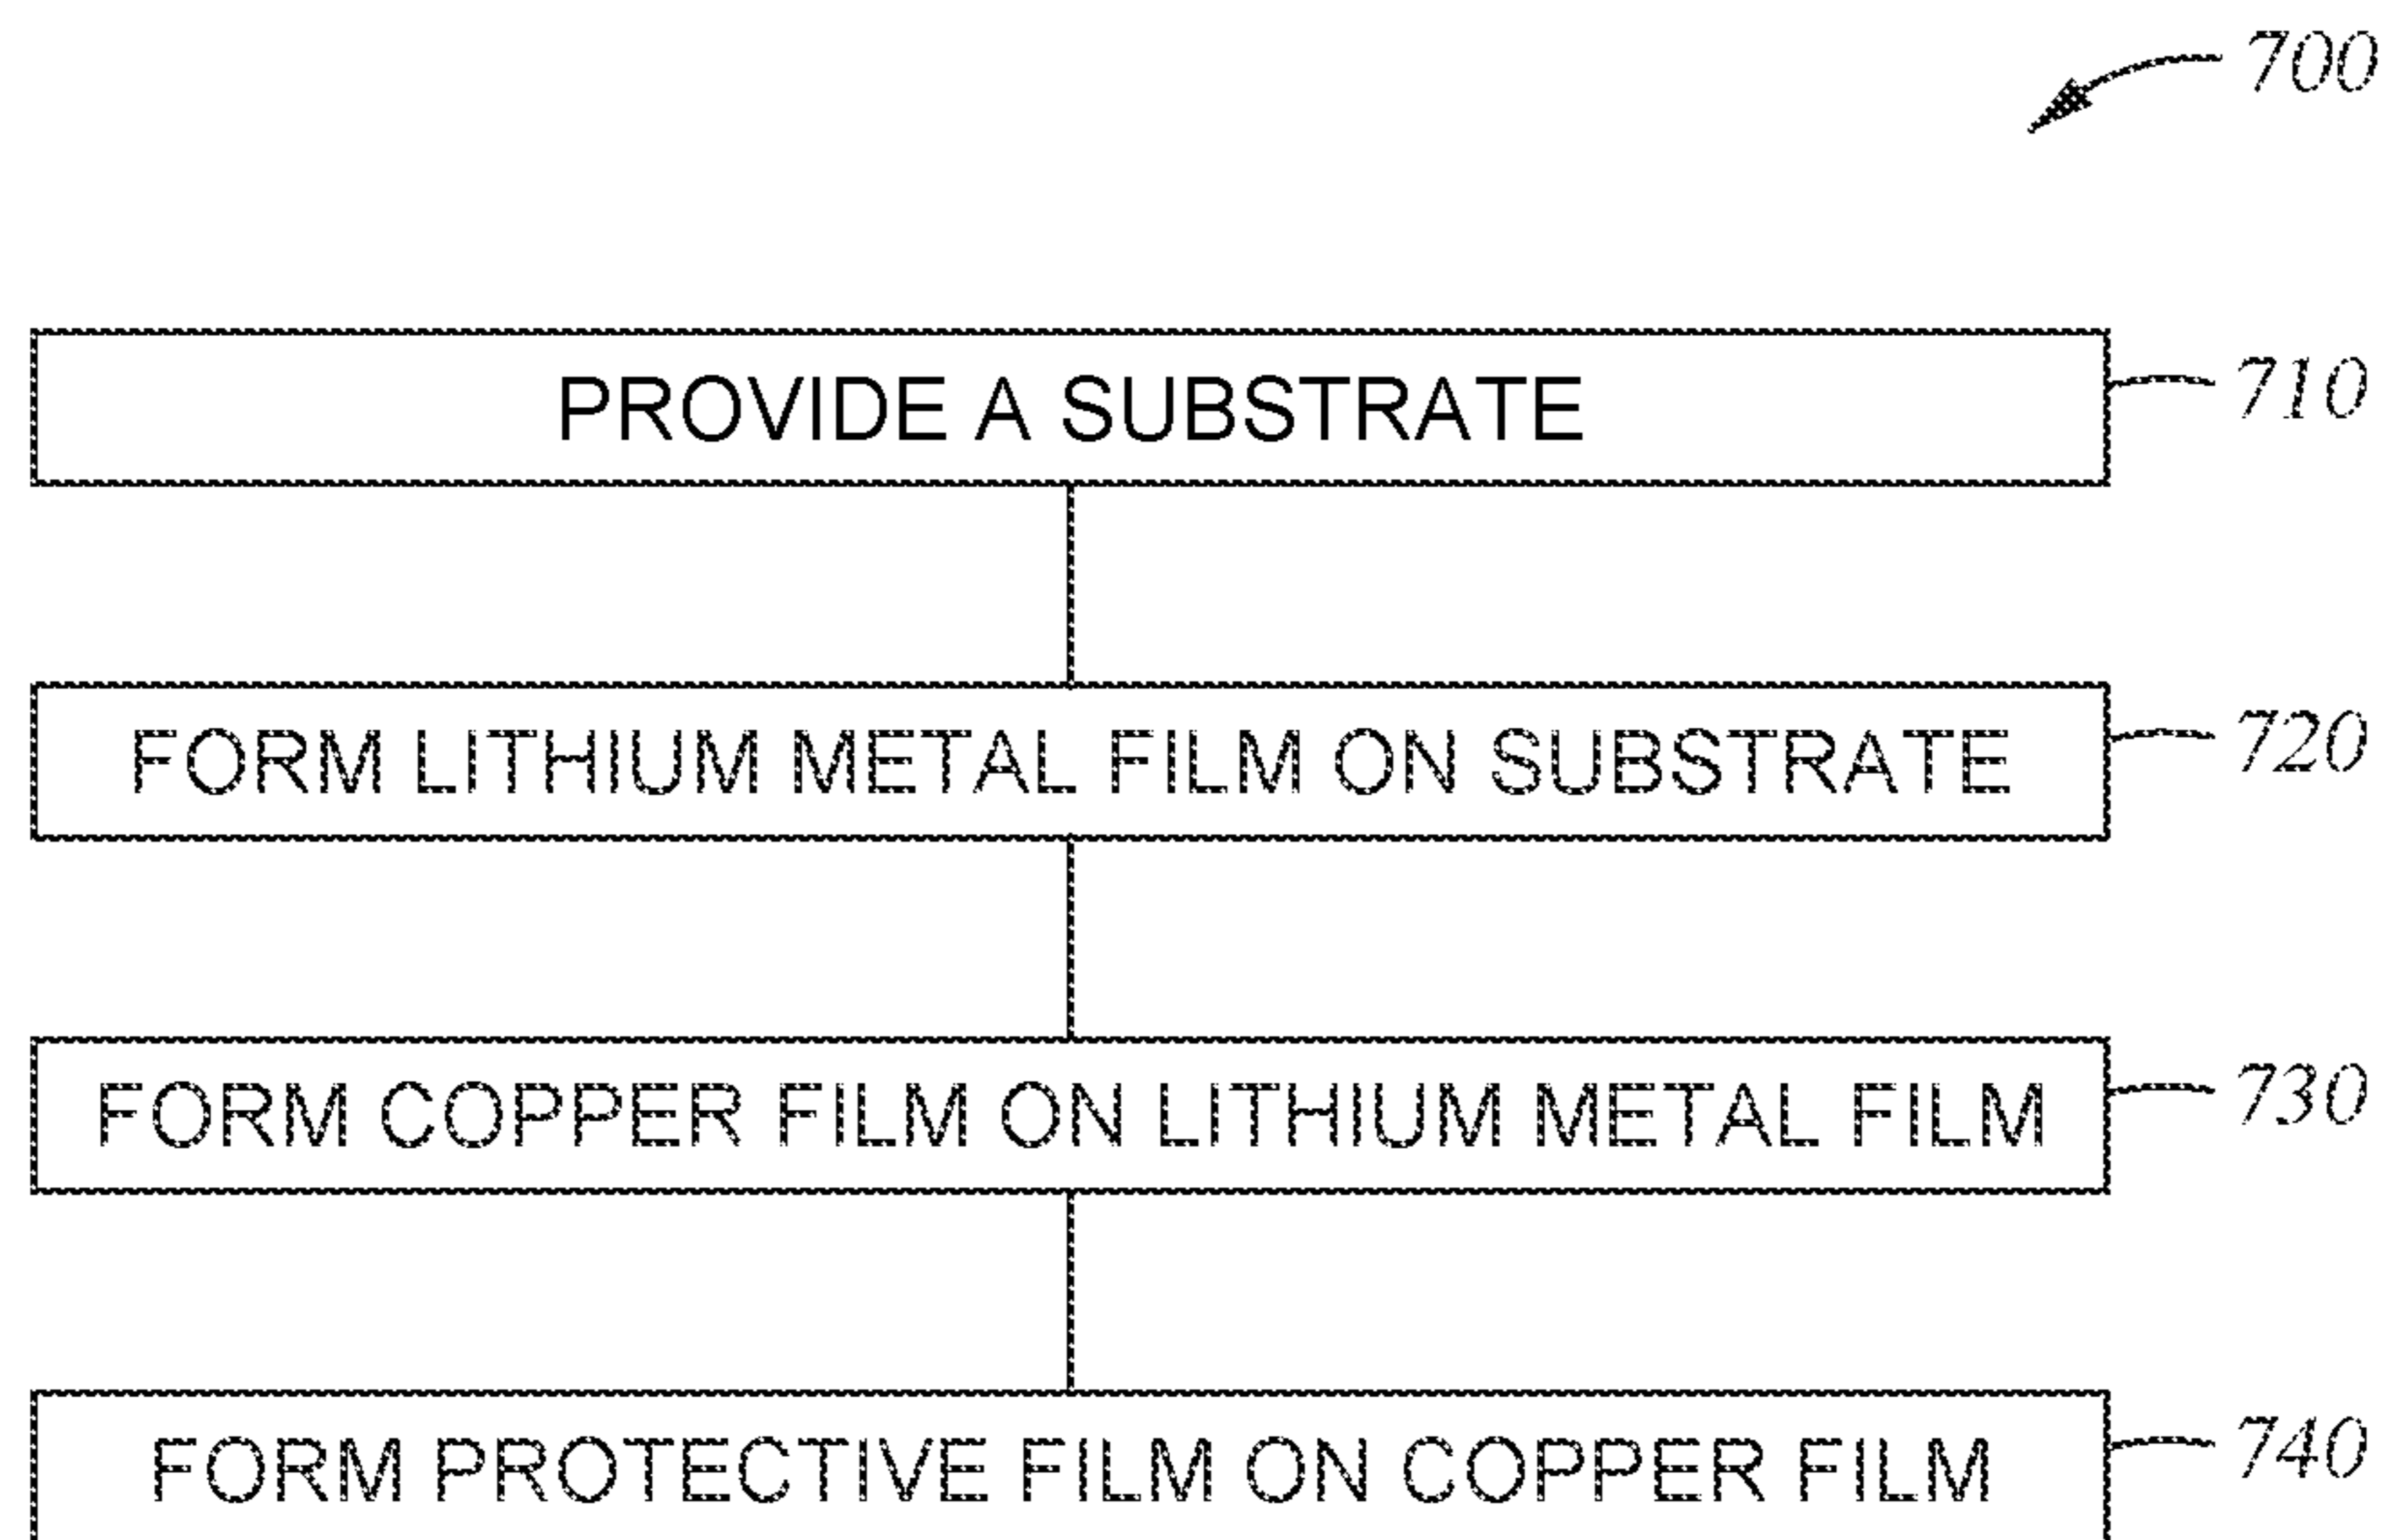 700
PROVIDE A SUBSTRATE 710
FORM LITHIUM METAL FILM ON SUBSTRATE 720
FORM COPPER FILM ON LITHIUM METAL FILM 730
FORM PROTECTIVE FILM ON COPPER FILM 740